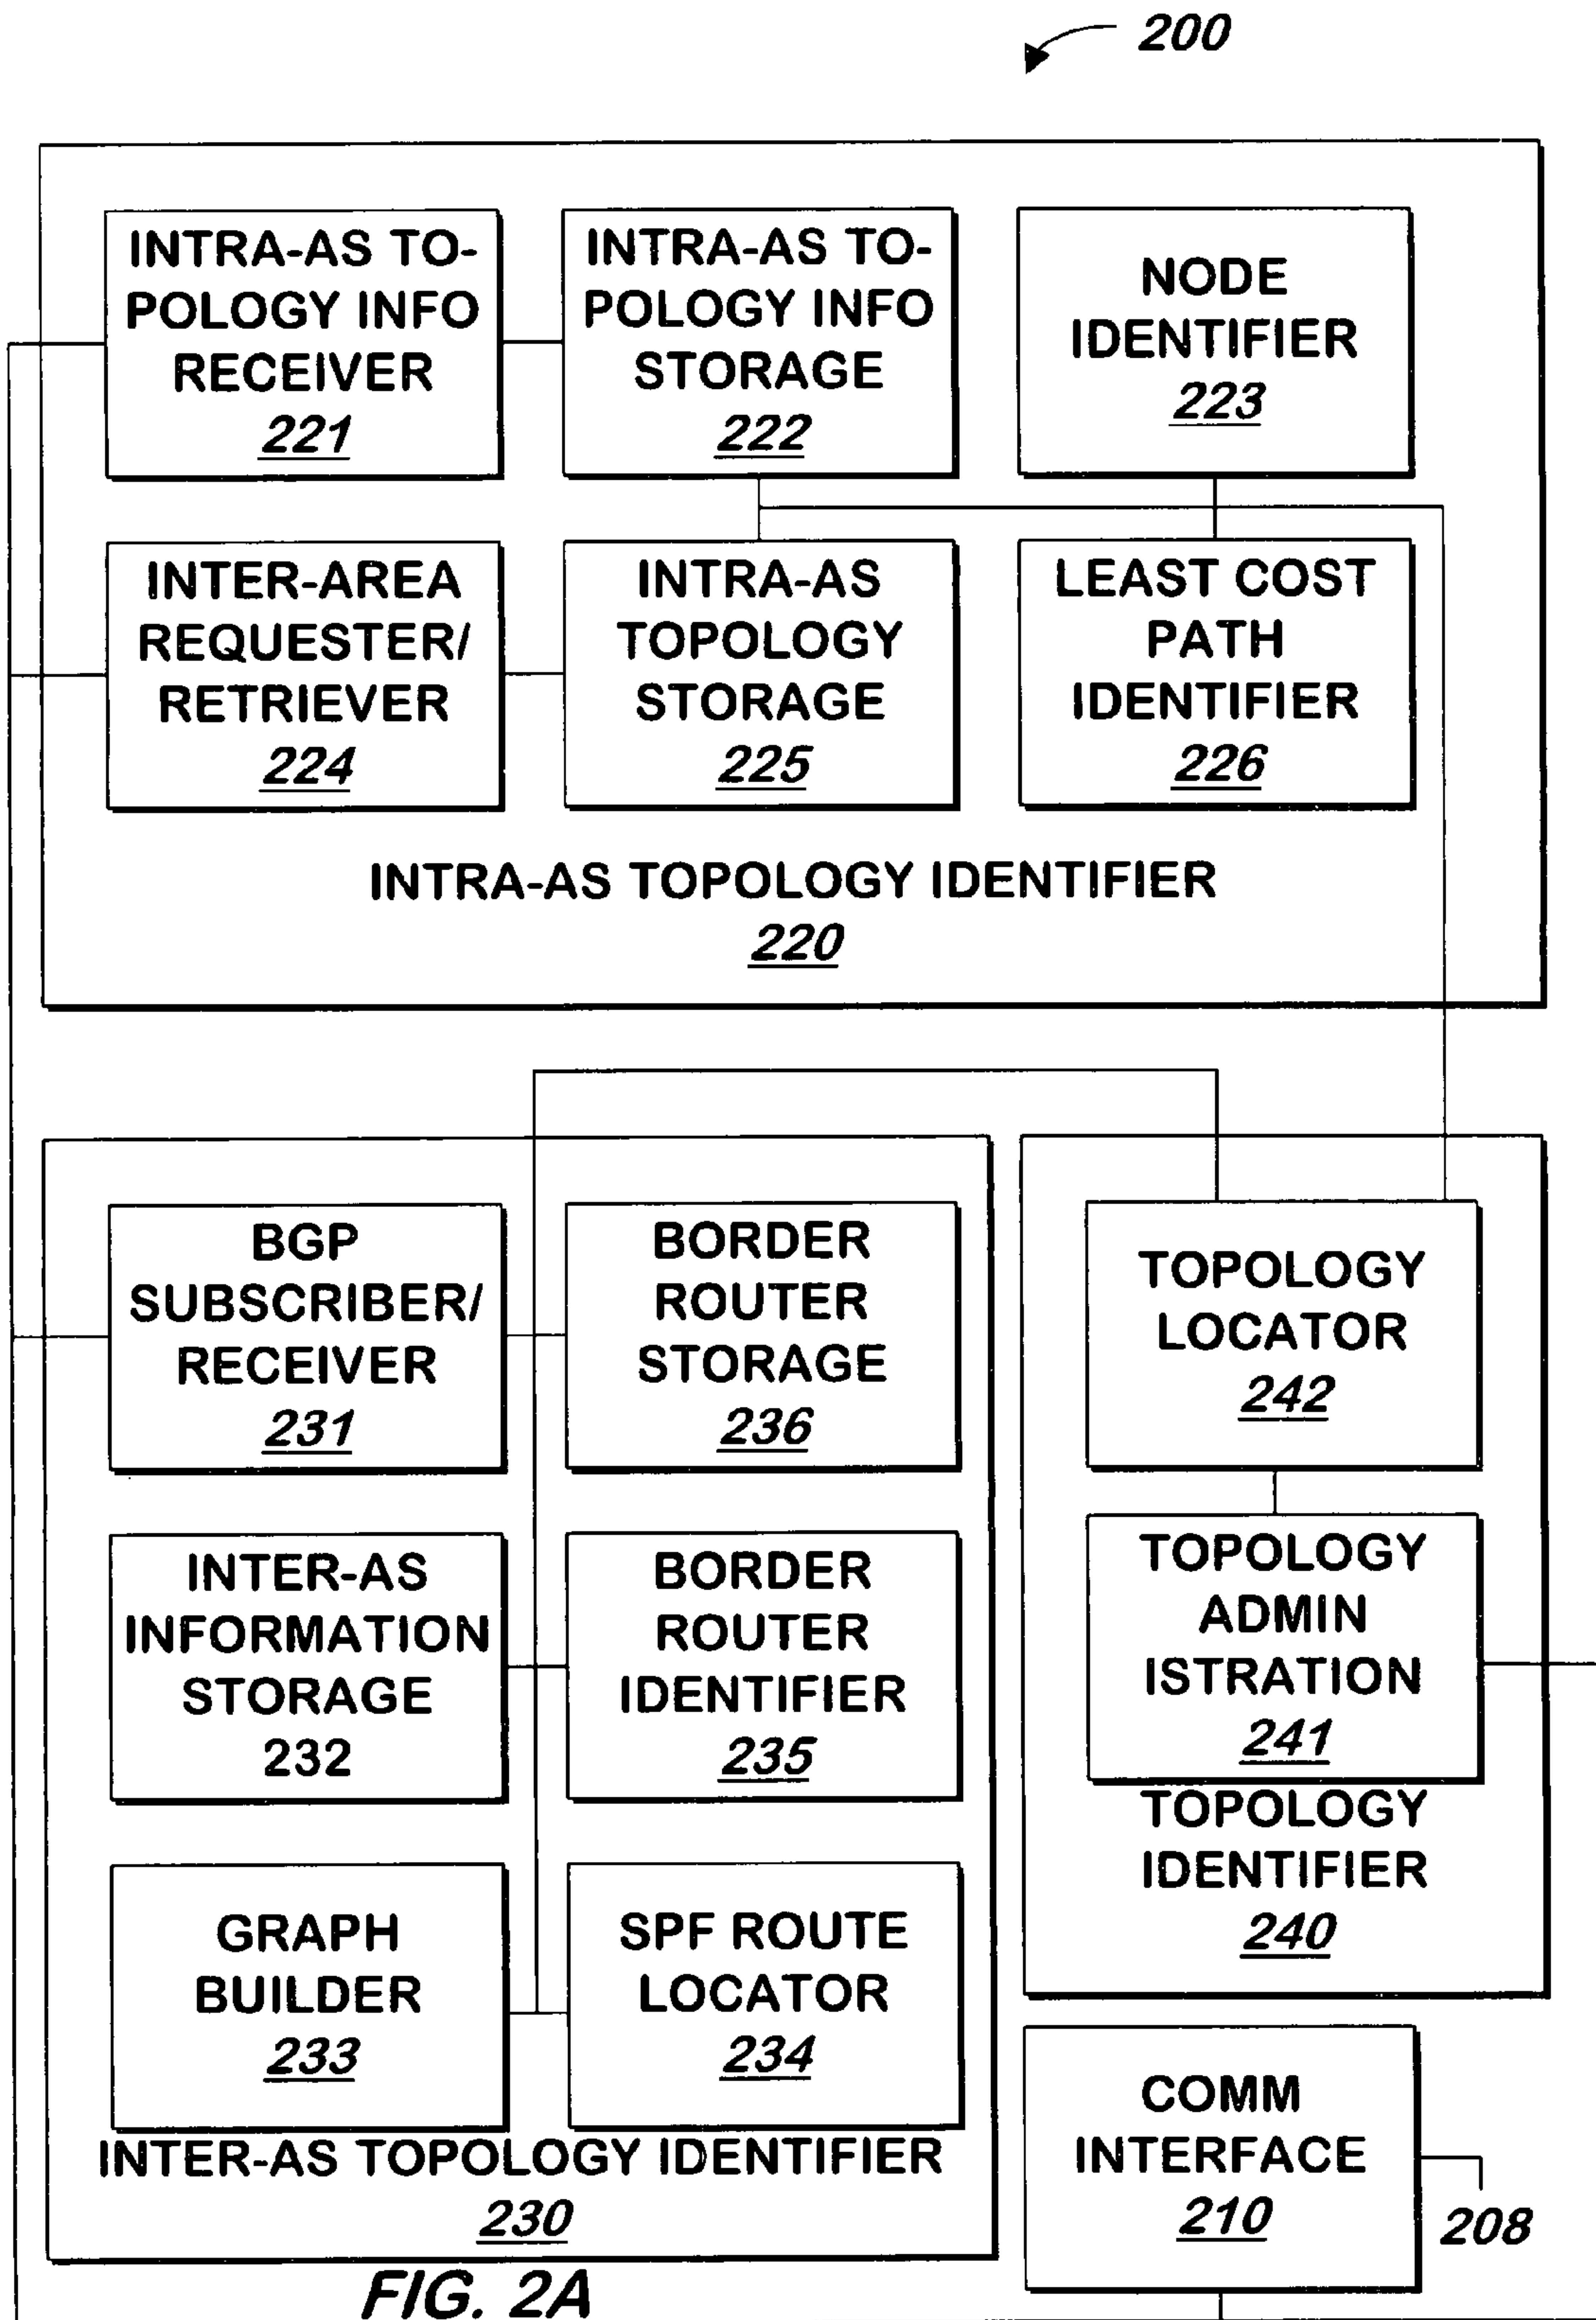 200
INTRA-AS TO-
POLOGY INFO
RECEIVER
221
INTRA-AS TO-
POLOGY INFO
STORAGE
222
NODE
IDENTIFIER
223
INTER-AREA
REQUESTER/
RETRIEVER
224
INTRA-AS
TOPOLOGY
STORAGE
225
LEAST COST
PATH
IDENTIFIER
226
INTRA-AS TOPOLOGY IDENTIFIER
220
BGP
SUBSCRIBER/
RECEIVER
231
BORDER
ROUTER
STORAGE
236
INTER-AS
INFORMATION
STORAGE
232
BORDER
ROUTER
IDENTIFIER
235
GRAPH
BUILDER
233
SPF ROUTE
LOCATOR
234
INTER-AS TOPOLOGY IDENTIFIER
230
TOPOLOGY
LOCATOR
242
TOPOLOGY
ADMIN
ISTRATION
241
TOPOLOGY
IDENTIFIER
240
COMM
INTERFACE
210
208
FIG. 2A